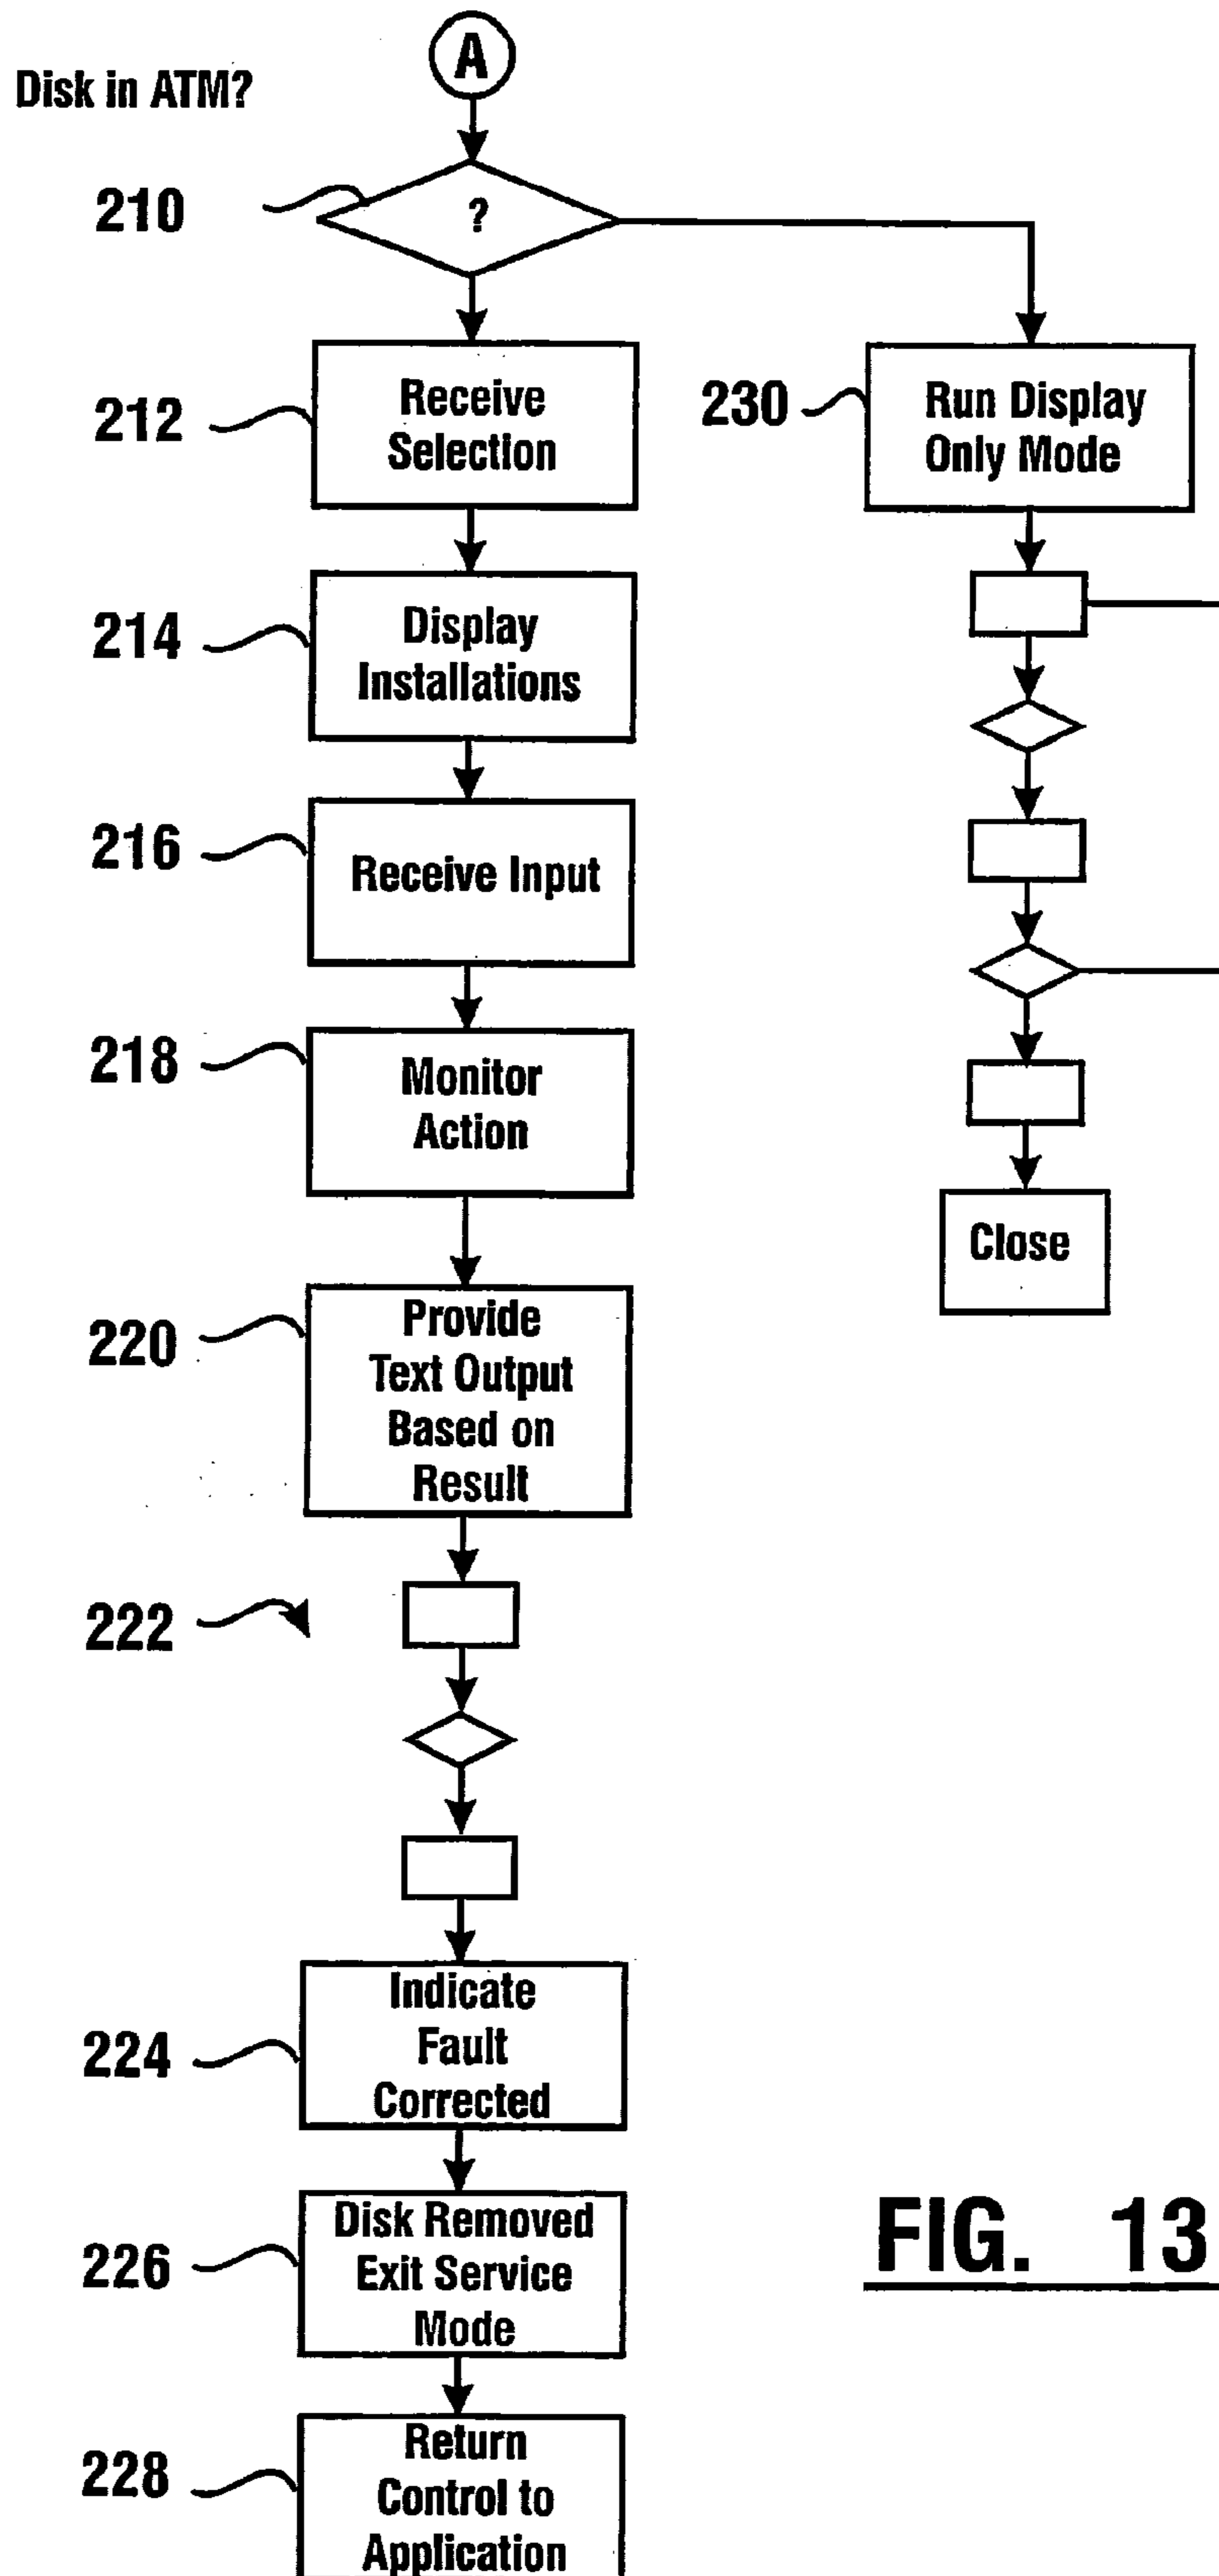 A
Disk in ATM?
210
?
212
Receive
Selection
230
Run Display
Only Mode
214
Display
Installations
216
Receive Input
218
Monitor
Action
Close
220
Provide
Text Output
Based on
Result
222
224
Indicate
Fault
Corrected
226
Disk Removed
Exit Service
Mode
FIG. 13
228
Return
Control to
Application